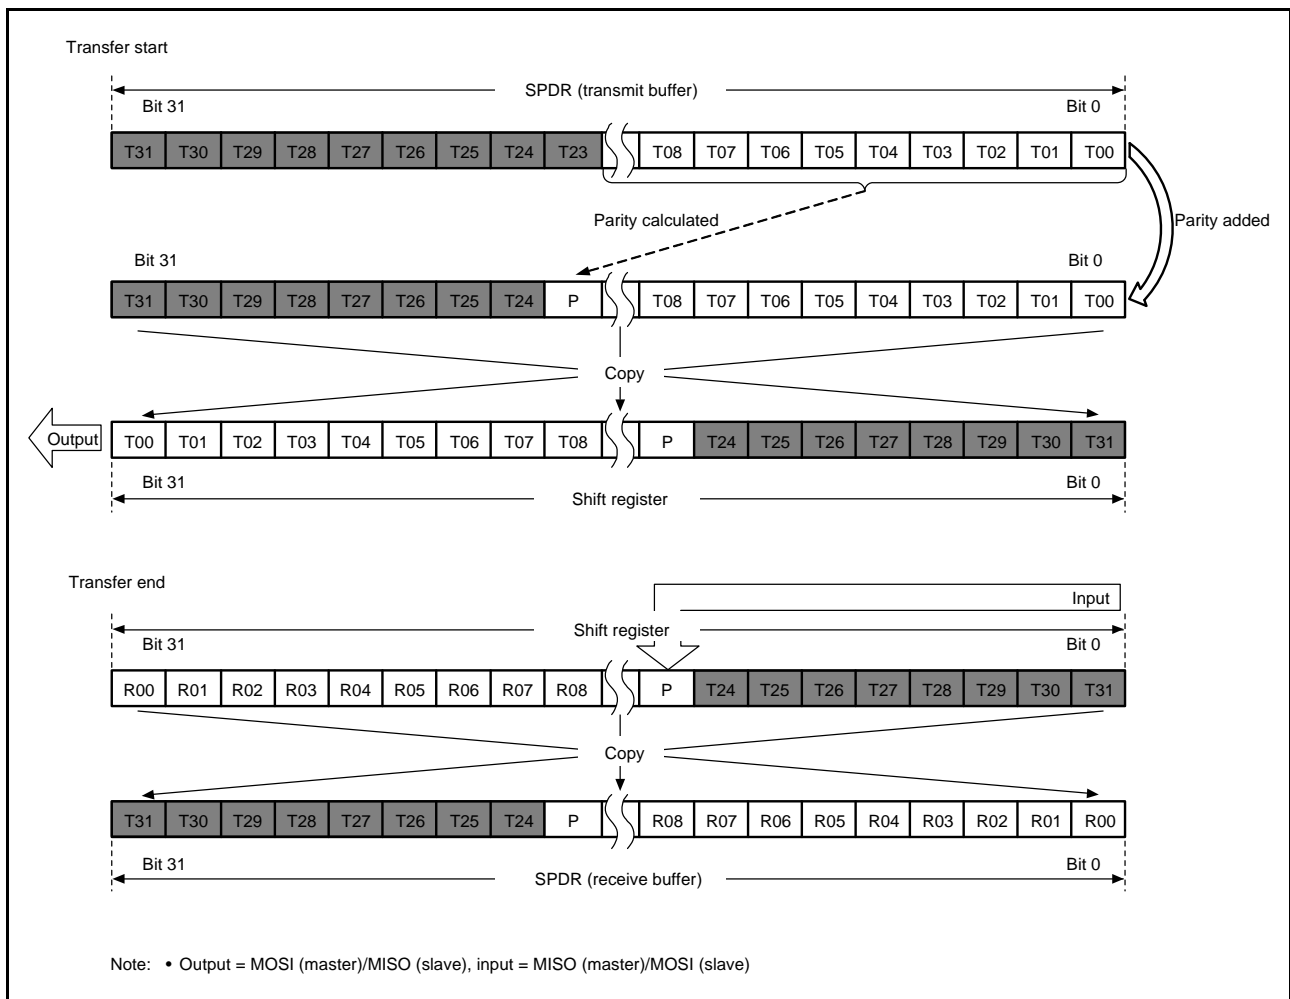 Transfer start
SPDR (transmit buffer)
Bit 31 Bit 0
T31 T30 T29 T28 T27 T26 T25 T24 T23 T08 T07 T06 T05 T04 T03 T02 T01 T00
Parity calculated Parity added
Bit 31 Bit 0
T31 T30 T29 T28 T27 T26 T25 T24 P T08 T07 T06 T05 T04 T03 T02 T01 T00
Copy
Output T00 T01 T02 T03 T04 T05 T06 T07 T08 P T24 T25 T26 T27 T28 T29 T30 T31
Bit 31 Bit 0
Shift register
Transfer end
Input
Shift register
Bit 31 Bit 0
R00 R01 R02 R03 R04 R05 R06 R07 R08 P T24 T25 T26 T27 T28 T29 T30 T31
Copy
T31 T30 T29 T28 T27 T26 T25 T24 P R08 R07 R06 R05 R04 R03 R02 R01 R00
Bit 31 Bit 0
SPDR (receive buffer)
Note: • Output = MOSI (master)/MISO (slave), input = MISO (master)/MOSI (slave)